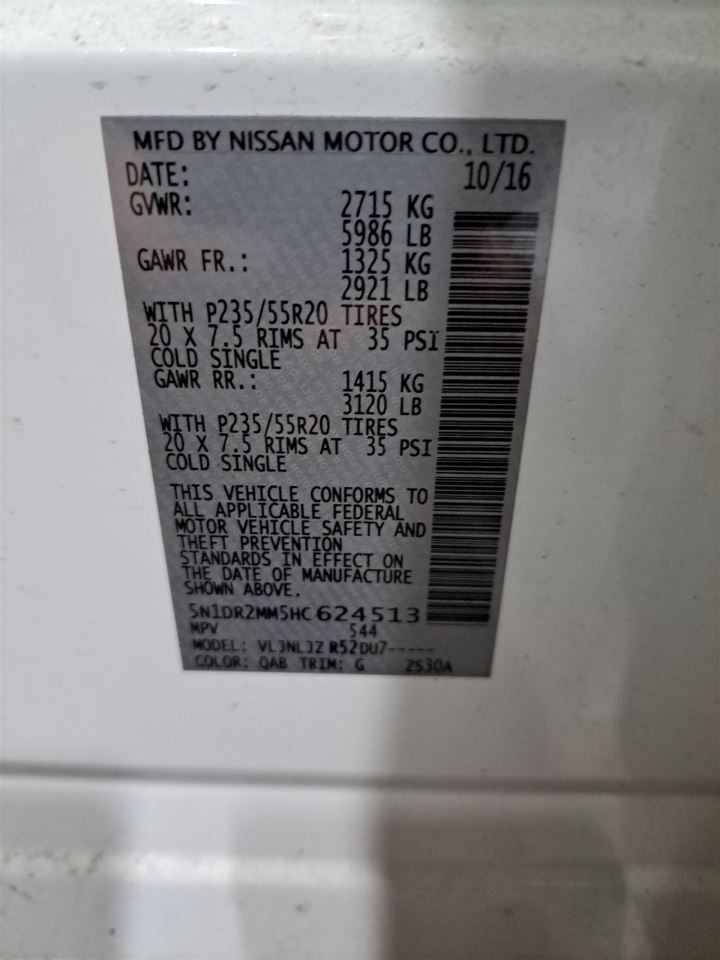 MFD BY NISSAN MOTOR CO., LTD.
DATE: 10/16
GVWR: 2715 KG
5986 LB
GAWR FR.: 1325 KG
2921 LB
WITH P235/55R20 TIRES
20 X 7.5 RIMS AT 35 PSI
COLD SINGLE
GAWR RR.: 1415 KG
3120 LB
WITH P235/55R20 TIRES
20 X 7.5 RIMS AT 35 PSI
COLD SINGLE
THIS VEHICLE CONFORMS TO
ALL APPLICABLE FEDERAL
MOTOR VEHICLE SAFETY AND
THEFT PREVENTION
STANDARDS IN EFFECT ON
THE DATE OF MANUFACTURE
SHOWN ABOVE.
5N1DR2MM5HC624513
MPV 544
MODEL: VL3NL3Z R52DU7-----
COLOR: QAB TRIM: G ZS30A